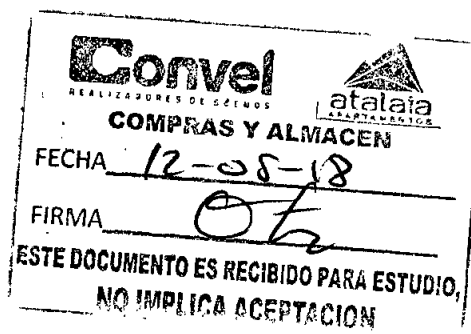 Convel
REALIZADORES DE SUEÑOS
atalaia
APARTAMENTOS
COMPRAS Y ALMACEN
FECHA 12-05-18
FIRMA
ESTE DOCUMENTO ES RECIBIDO PARA ESTUDIO,
NO IMPLICA ACEPTACION